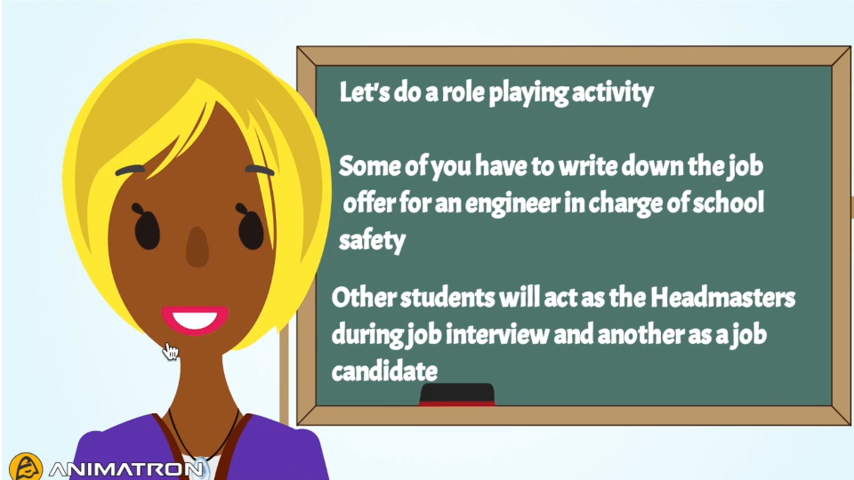 Let's do a role playing activity
Some of you have to write down the job
offer for an engineer in charge of school
safety
Other students will act as the Headmasters
during job interview and another as a job
candidate
ANIMATRON